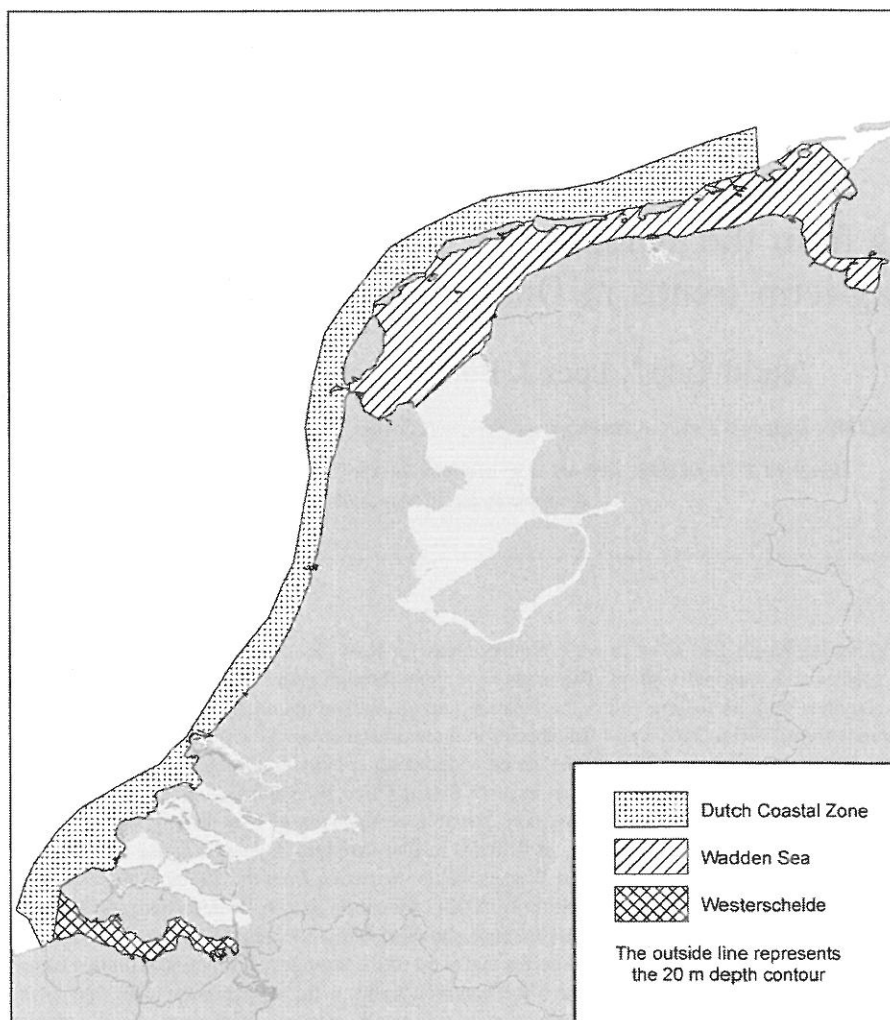 Dutch Coastal Zone
Wadden Sea
Westerschelde
The outside line represents
the 20 m depth contour